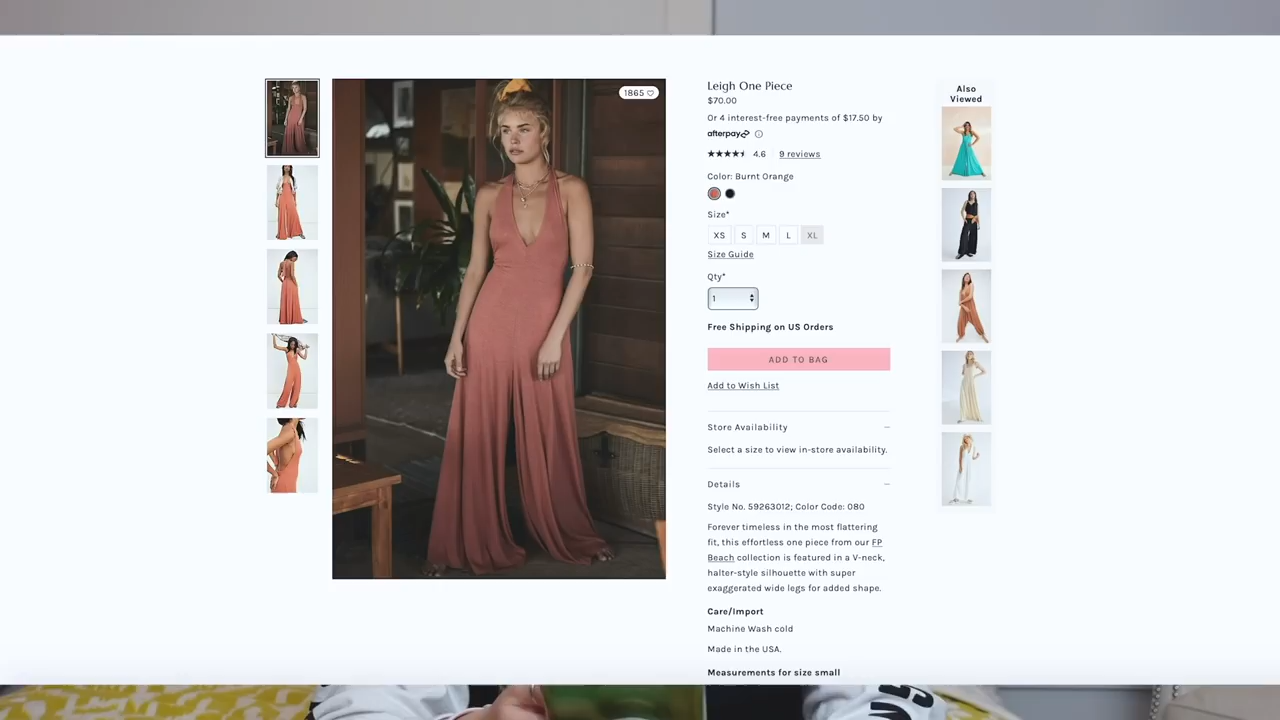 1865
Leigh One Piece
$70.00
Or 4 interest-free payments of $17.50 by
afterpay
4.6 9 reviews
Color: Burnt Orange
Size*
XS S M L XL
Size Guide
Qty*
1
Free Shipping on US Orders
ADD TO BAG
Add to Wish List
Store Availability
Select a size to view in-store availability.
Details
Style No. 59263012; Color Code: 080
Forever timeless in the most flattering
fit, this effortless one piece from our FP
Beach collection is featured in a V-neck,
halter-style silhouette with super
exaggerated wide legs for added shape.
Care/Import
Machine Wash cold
Made in the USA.
Measurements for size small
Also
Viewed